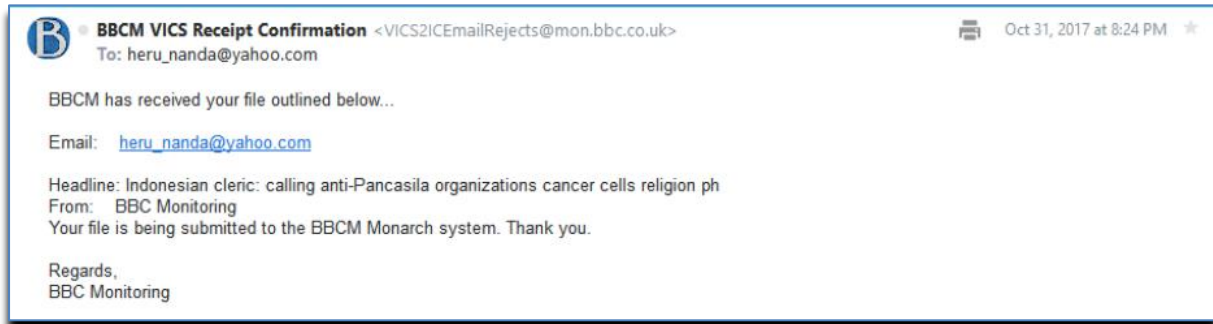 B
BBCM VICS Receipt Confirmation <VICS2ICEmailRejects@mon.bbc.co.uk> Oct 31, 2017 at 8:24 PM
To: heru_nanda@yahoo.com
BBCM has received your file outlined below...
Email: heru_nanda@yahoo.com
Headline: Indonesian cleric: calling anti-Pancasila organizations cancer cells religion ph
From: BBC Monitoring
Your file is being submitted to the BBCM Monarch system. Thank you.
Regards,
BBC Monitoring